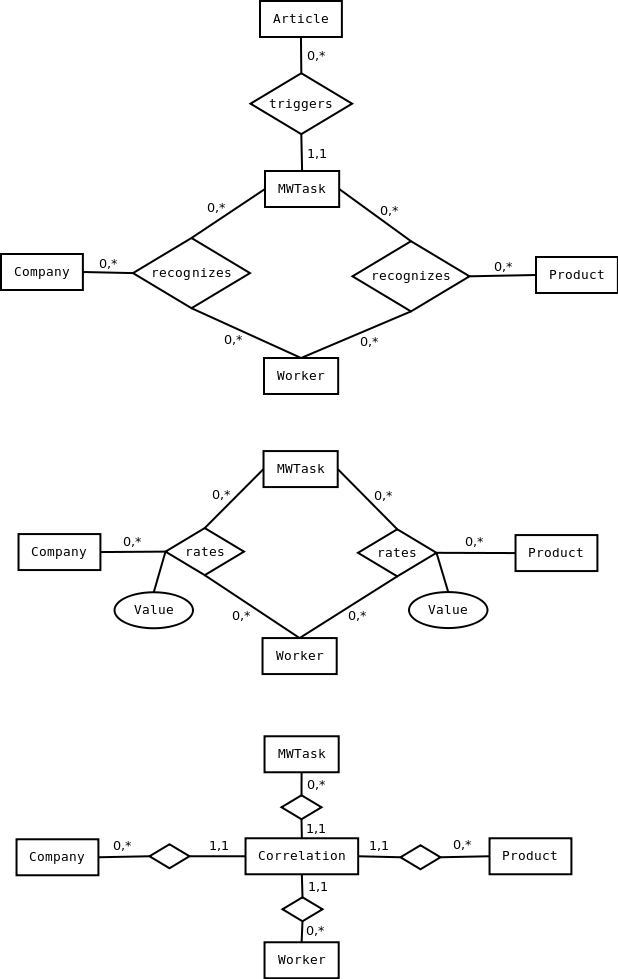 Article
0,*
triggers
1,1
MWTask
0,*
0,*
Company
0,*
recognizes
recognizes
0,*
Product
0,*
0,*
Worker
MWTask
0,*
0,*
Company
0,*
rates
rates
0,*
Product
Value
Value
0,*
0,*
Worker
MWTask
0,*
1,1
Company
0,*
1,1
Correlation
1,1
0,*
Product
1,1
0,*
Worker